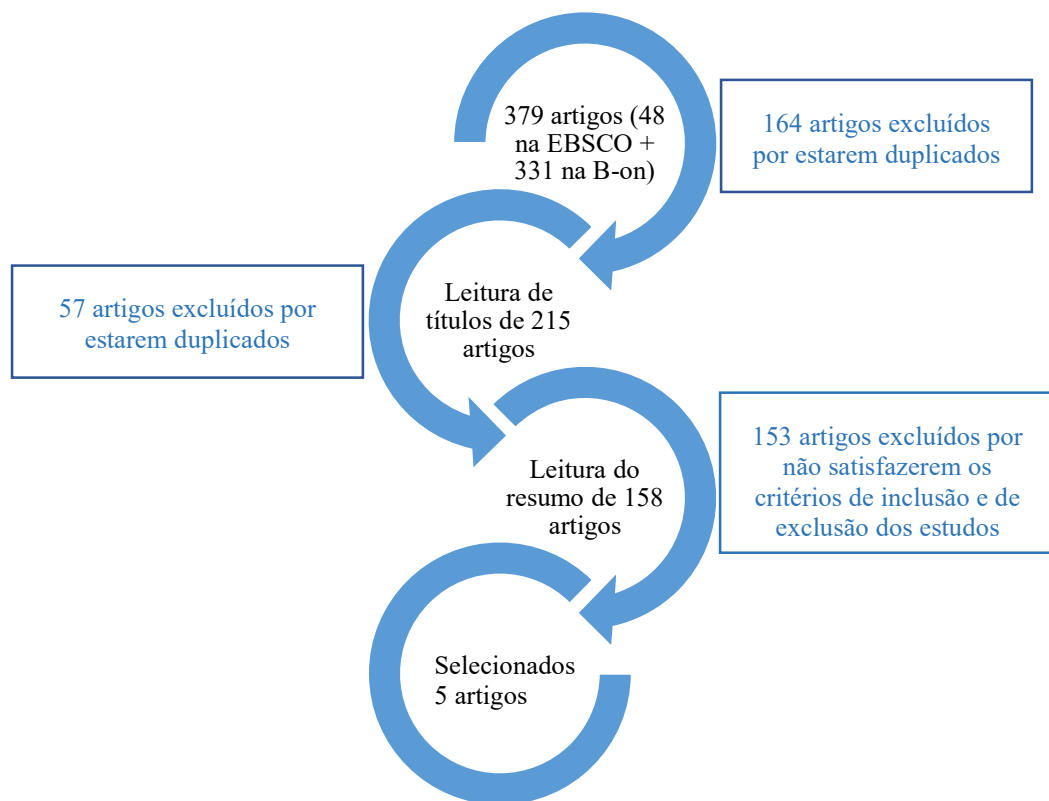 379 artigos (48
na EBSCO +
331 na B-on)
164 artigos excluídos
por estarem duplicados
57 artigos excluídos por
estarem duplicados
Leitura de
títulos de 215
artigos
Leitura do
resumo de 158
artigos
153 artigos excluídos por
não satisfazerem os
critérios de inclusão e de
exclusão dos estudos
Selecionados
5 artigos